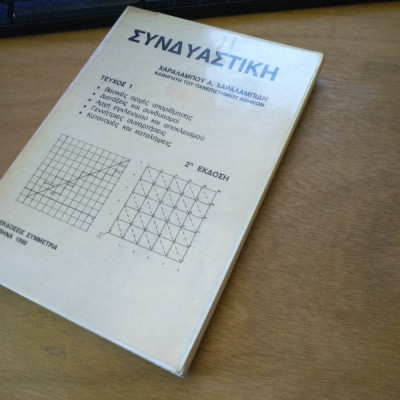 ΣΥΝΔΥΑΣΤΙΚΗ
ΧΑΡΑΛΑΜΠΟΥ Α. ΧΑΡΑΛΑΜΠΙΔΗ
ΚΑΘΗΓΗΤΗ ΤΟΥ ΠΑΝΕΠΙΣΤΗΜΙΟΥ ΑΘΗΝΩΝ
ΤΕΥΧΟΣ 1
• Βασικές αρχές απαρίθμησης
• Διατάξεις και συνδυασμοί
• Αρχή εγκλεισμού και αποκλεισμού
• Γεννήτριες συναρτήσεις
• Κατανομές και καταλήψεις
2η ΕΚΔΟΣΗ
ΕΚΔΟΣΕΙΣ ΣΥΜΜΕΤΡΙΑ
ΑΘΗΝΑ 1990